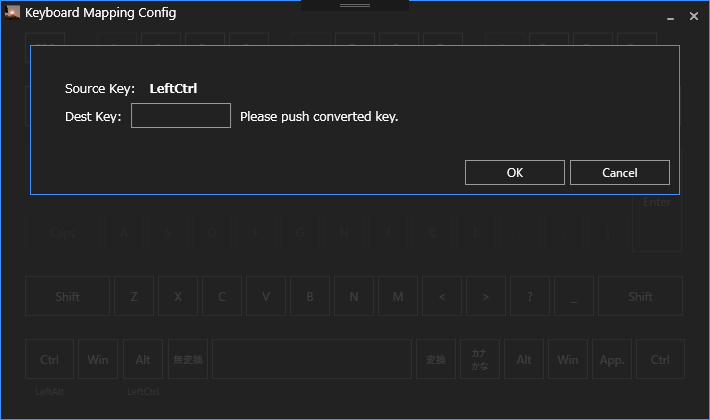 Keyboard Mapping Config
Source Key: LeftCtrl
Dest Key: Please push converted key.
OK Cancel
Enter
Caps A S D F G
Shift Z X C V B N M < > ? _ Shift
Ctrl Win Alt 無変換 変換 カナ かな Alt Win App. Ctrl
LeftAlt LeftCtrl